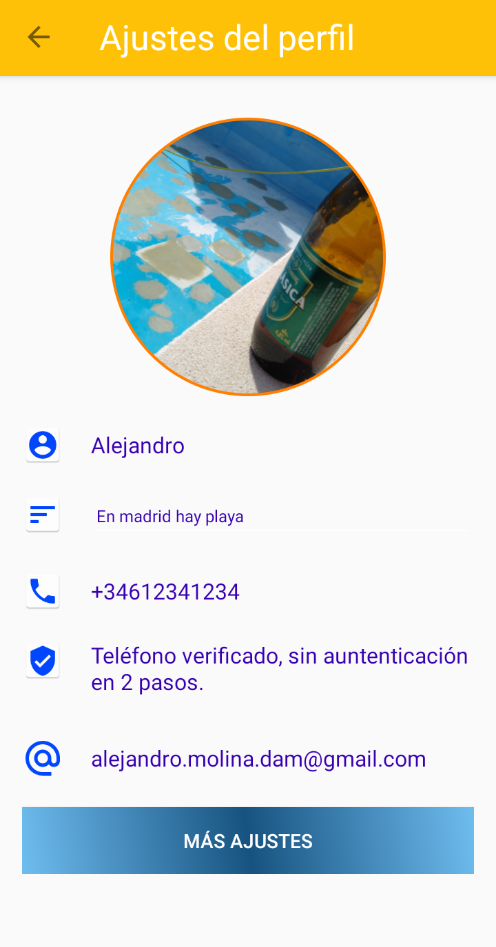 Ajustes del perfil
ASICA
Alejandro
En madrid hay playa
+34612341234
Teléfono verificado, sin auntenticación
en 2 pasos.
alejandro.molina.dam@gmail.com
MÁS AJUSTES